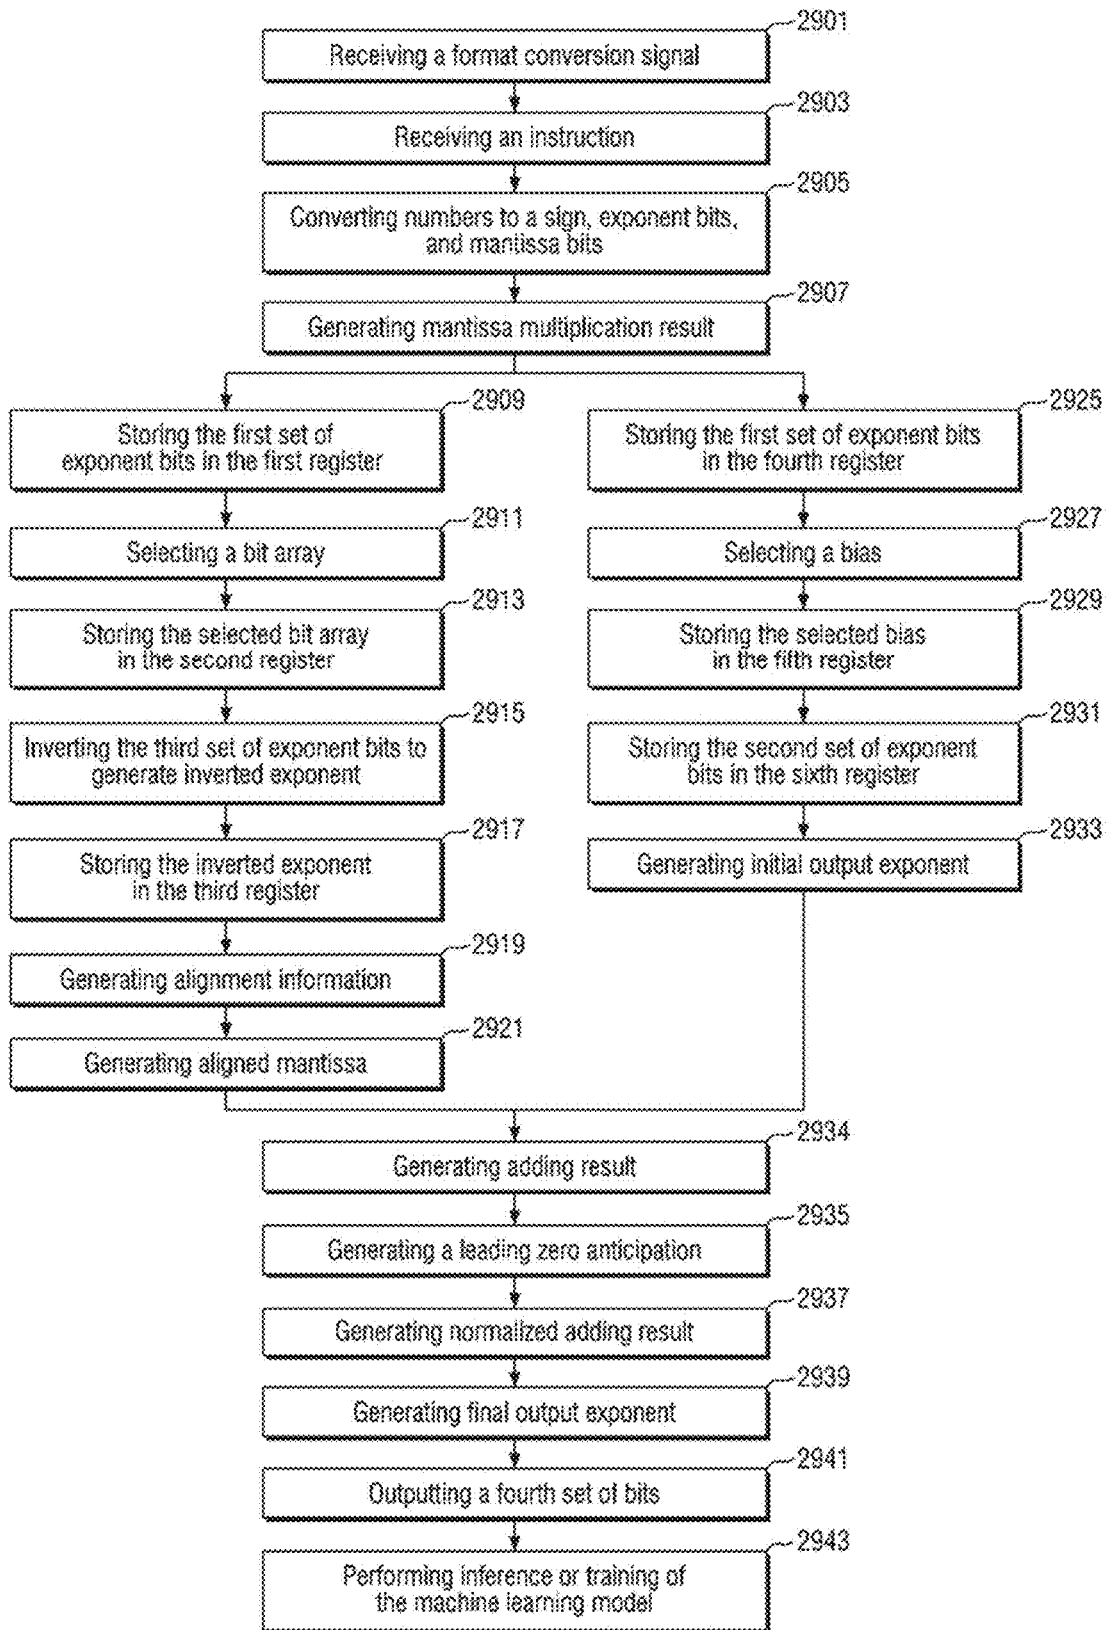 2901
Receiving a format conversion signal
2903
Receiving an instruction
2905
Converting numbers to a sign, exponent bits,
and mantissa bits
2907
Generating mantissa multiplication result
2909
Storing the first set of
exponent bits in the first register
2911
Selecting a bit array
2913
Storing the selected bit array
in the second register
2915
Inverting the third set of exponent bits to
generate inverted exponent
2917
Storing the inverted exponent
in the third register
2919
Generating alignment information
2921
Generating aligned mantissa
2925
Storing the first set of exponent bits
in the fourth register
2927
Selecting a bias
2929
Storing the selected bias
in the fifth register
2931
Storing the second set of exponent
bits in the sixth register
2933
Generating initial output exponent
2934
Generating adding result
2935
Generating a leading zero anticipation
2937
Generating normalized adding result
2939
Generating final output exponent
2941
Outputting a fourth set of bits
2943
Performing inference or training of
the machine learning model